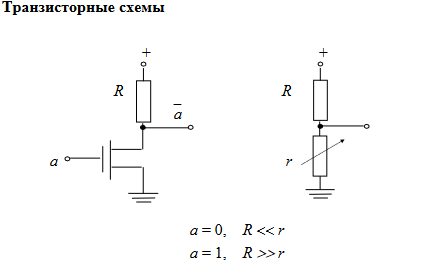 Транзисторные схемы
+ +
R R
a̅
a r
a = 0, R << r
a = 1, R >> r